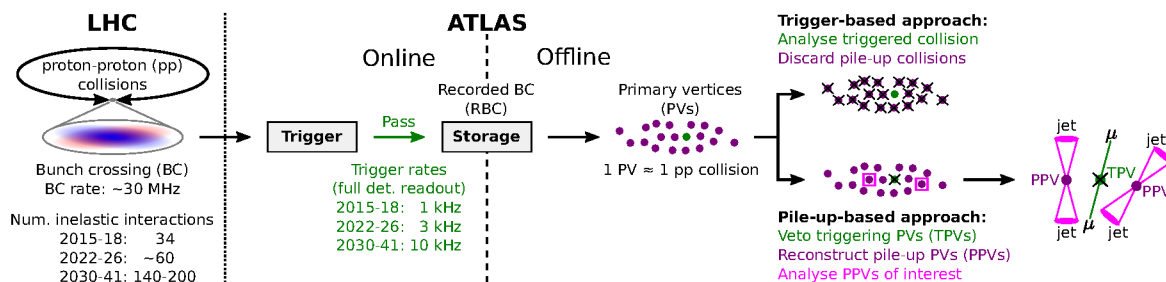 LHC
proton-proton (pp)
collisions
Bunch crossing (BC)
BC rate: ~30 MHz
Num. inelastic interactions
2015-18: 34
2022-26: ~60
2030-41: 140-200
ATLAS
Online
Offline
Trigger
Pass
Trigger rates
(full det. readout)
2015-18: 1 kHz
2022-26: 3 kHz
2030-41: 10 kHz
Recorded BC
(RBC)
Storage
Primary vertices
(PVs)
1 PV ≈ 1 pp collision
Trigger-based approach:
Analyse triggered collision
Discard pile-up collisions
Pile-up-based approach:
Veto triggering PVs (TPVs)
Reconstruct pile-up PVs (PPVs)
Analyse PPVs of interest
jet
PPV
jet
μ
TPV
μ
jet
PPV
jet